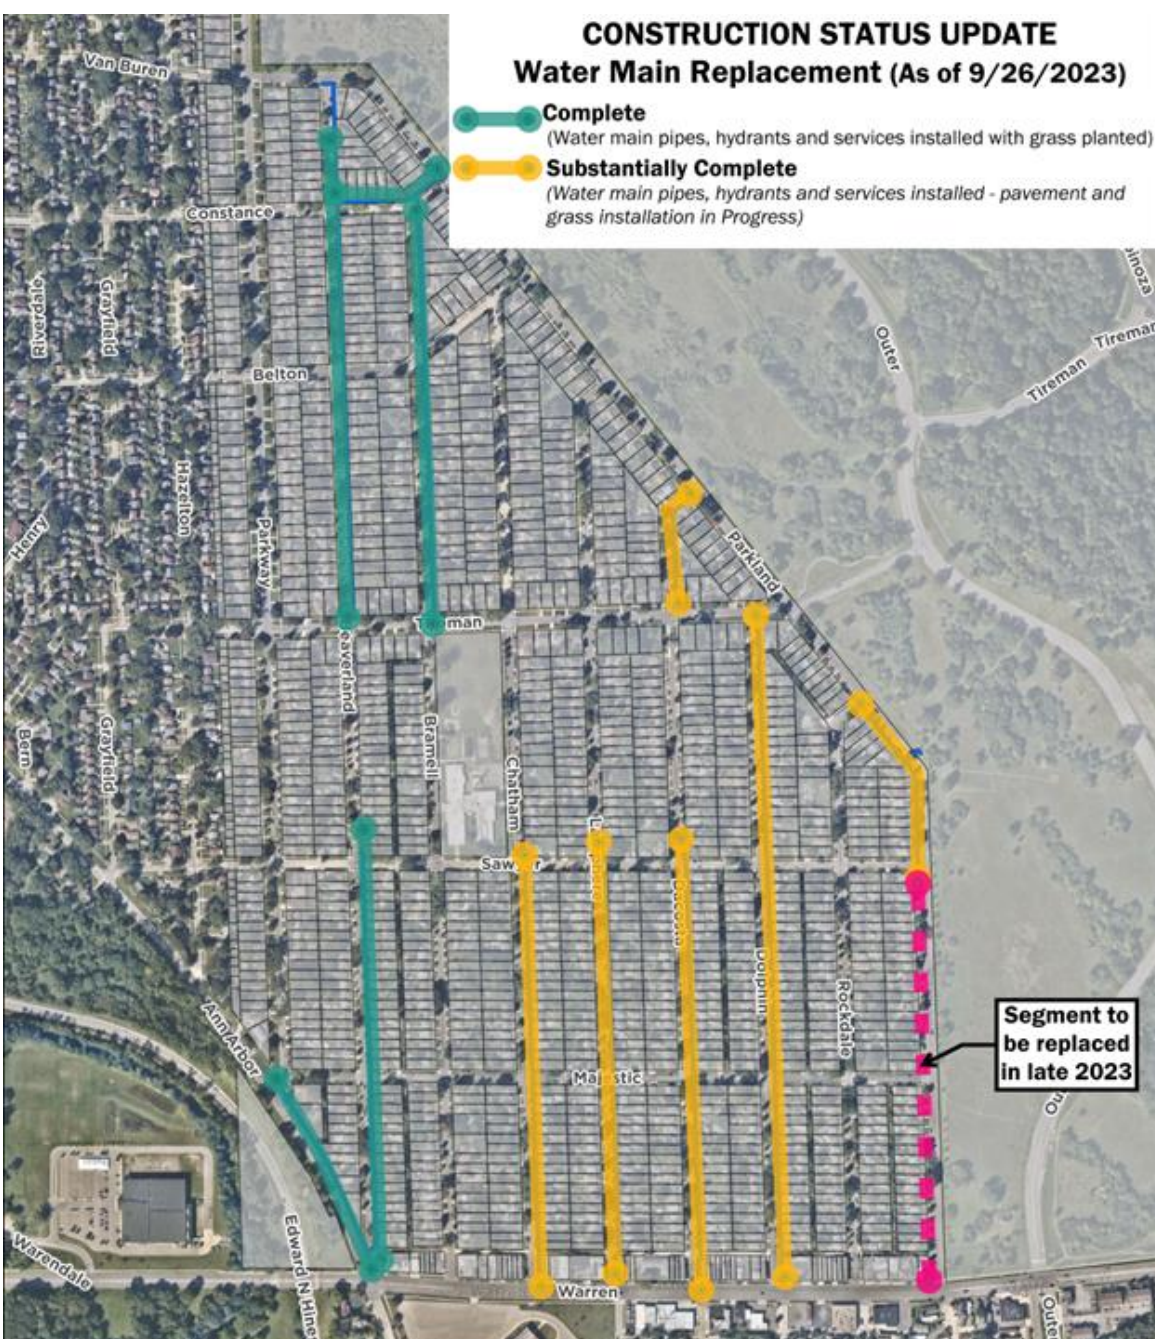 CONSTRUCTION STATUS UPDATE
Water Main Replacement (As of 9/26/2023)
Complete
(Water main pipes, hydrants and services installed with grass planted)
Substantially Complete
(Water main pipes, hydrants and services installed - pavement and
grass installation in Progress)
Van Buren
Constance
Riverdale
Grayfield
Belton
Outer
Tireman
Tireman
Hazelton
Parkway
Henry
Parkland
eaverland
Bramell
Chatham
Bern
Grayfield
Dolphin
Rockdale
Ann Arbor
Majestic
Segment to
be replaced
in late 2023
Edward N Hines
Warendale
Warren
Oute